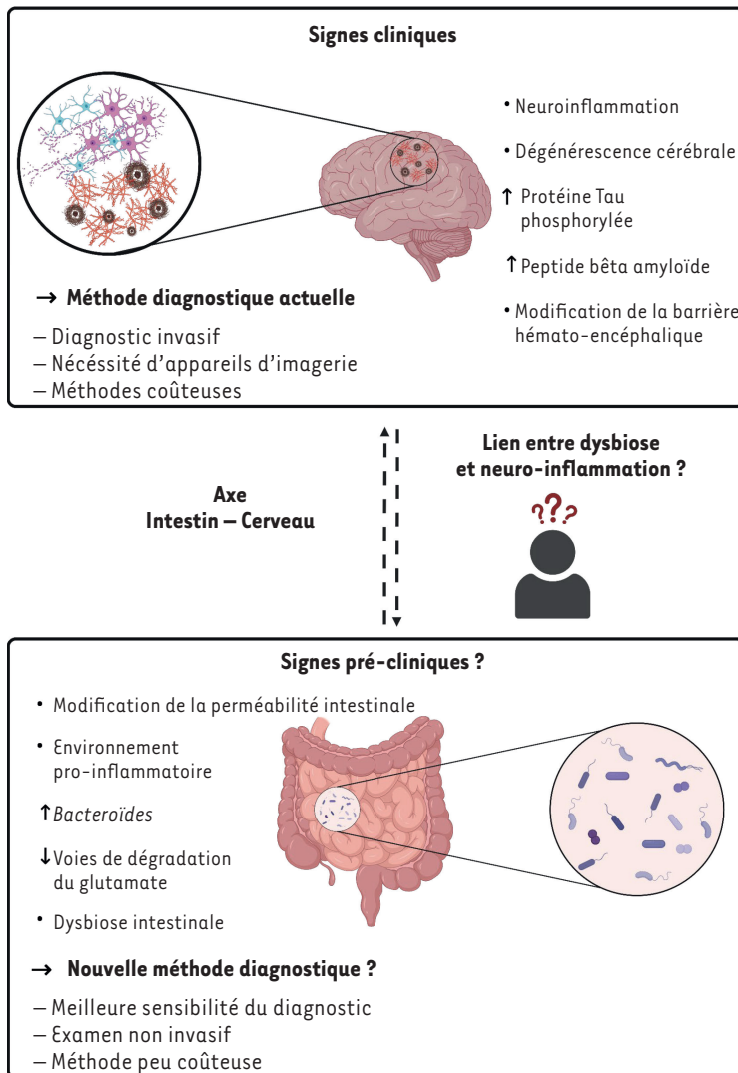 Signes cliniques
• Neuroinflammation
• Dégénérescence cérébrale
↑ Protéine Tau
phosphorylée
↑ Peptide bêta amyloïde
• Modification de la barrière
hémato-encéphalique
→ Méthode diagnostique actuelle
– Diagnostic invasif
– Nécéssité d’appareils d’imagerie
– Méthodes coûteuses
Axe
Intestin – Cerveau
Lien entre dysbiose
et neuro-inflammation ?
???
Signes pré-cliniques ?
• Modification de la perméabilité intestinale
• Environnement
pro-inflammatoire
↑ Bacteroïdes
↓ Voies de dégradation
du glutamate
• Dysbiose intestinale
→ Nouvelle méthode diagnostique ?
– Meilleure sensibilité du diagnostic
– Examen non invasif
– Méthode peu coûteuse